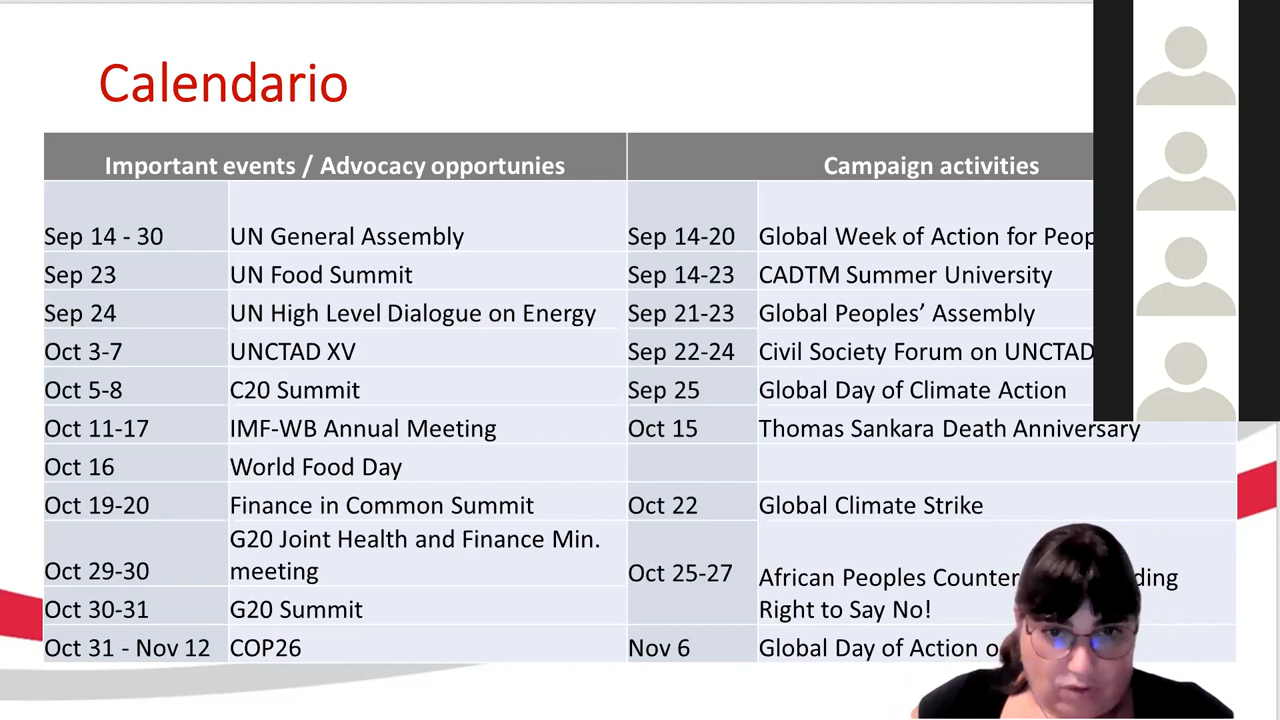 Calendario
Important events / Advocacy opportunies
Campaign activities
Sep 14 - 30 UN General Assembly Sep 14-20 Global Week of Action for
Sep 23 UN Food Summit Sep 14-23 CADTM Summer University
Sep 24 UN High Level Dialogue on Energy Sep 21-23 Global Peoples’ Assembly
Oct 3-7 UNCTAD XV Sep 22-24 Civil Society Forum on UNCTAD
Oct 5-8 C20 Summit Sep 25 Global Day of Climate Action
Oct 11-17 IMF-WB Annual Meeting Oct 15 Thomas Sankara Death Anniversary
Oct 16 World Food Day
Oct 19-20 Finance in Common Summit Oct 22 Global Climate Strike
G20 Joint Health and Finance Min.
Oct 29-30 meeting Oct 25-27 African Peoples Counter
Oct 30-31 G20 Summit Right to Say No!
Oct 31 - Nov 12 COP26 Nov 6 Global Day of Action